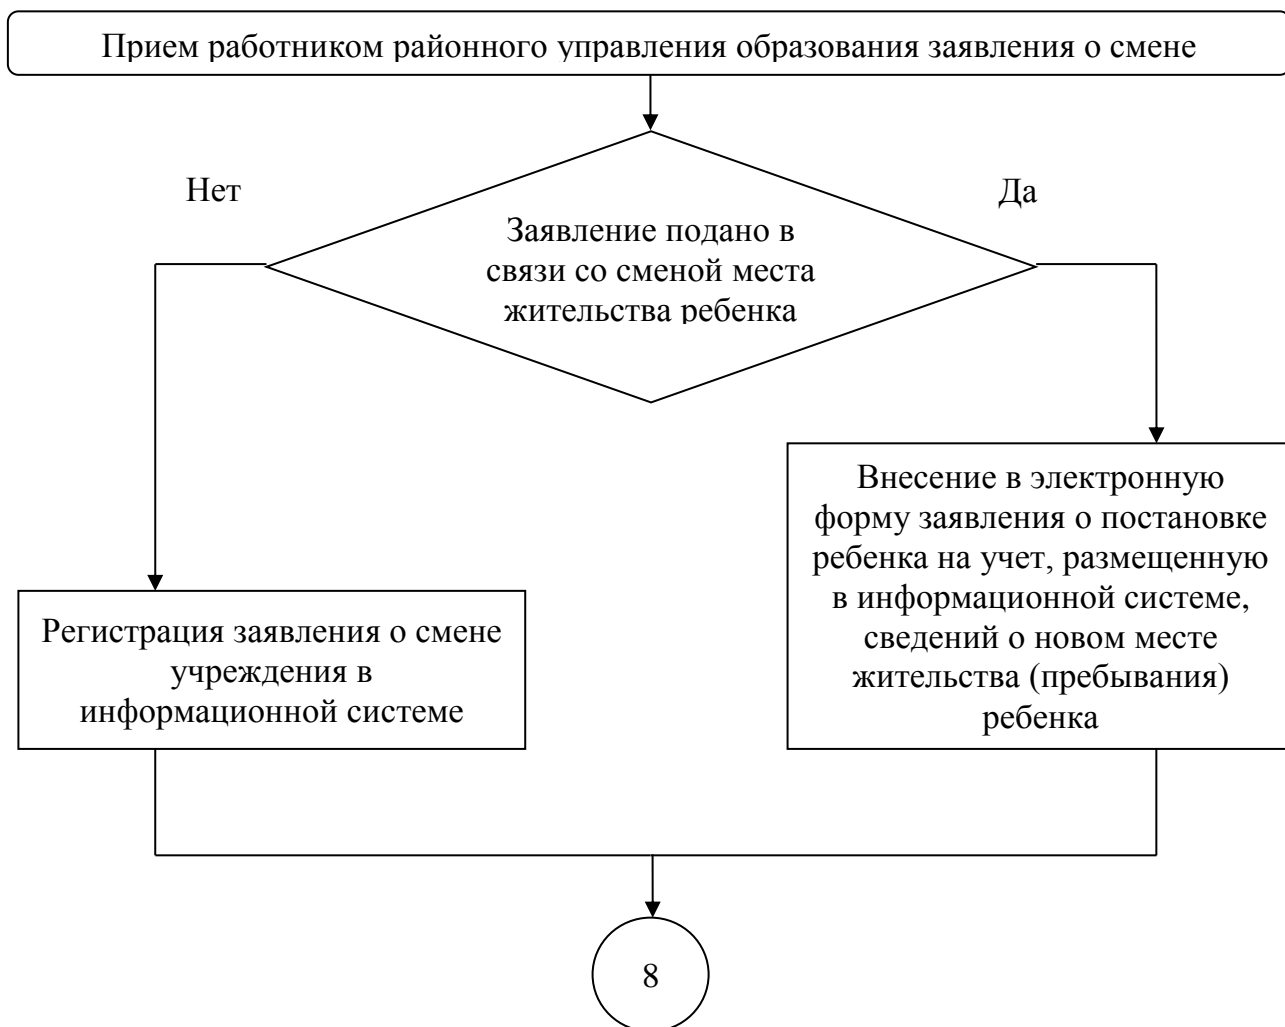 Прием работником районного управления образования заявления о смене
Нет
Да
Заявление подано в
связи со сменой места
жительства ребенка
Внесение в электронную
форму заявления о постановке
ребенка на учет, размещенную
в информационной системе,
сведений о новом месте
жительства (пребывания)
ребенка
Регистрация заявления о смене
учреждения в
информационной системе
8